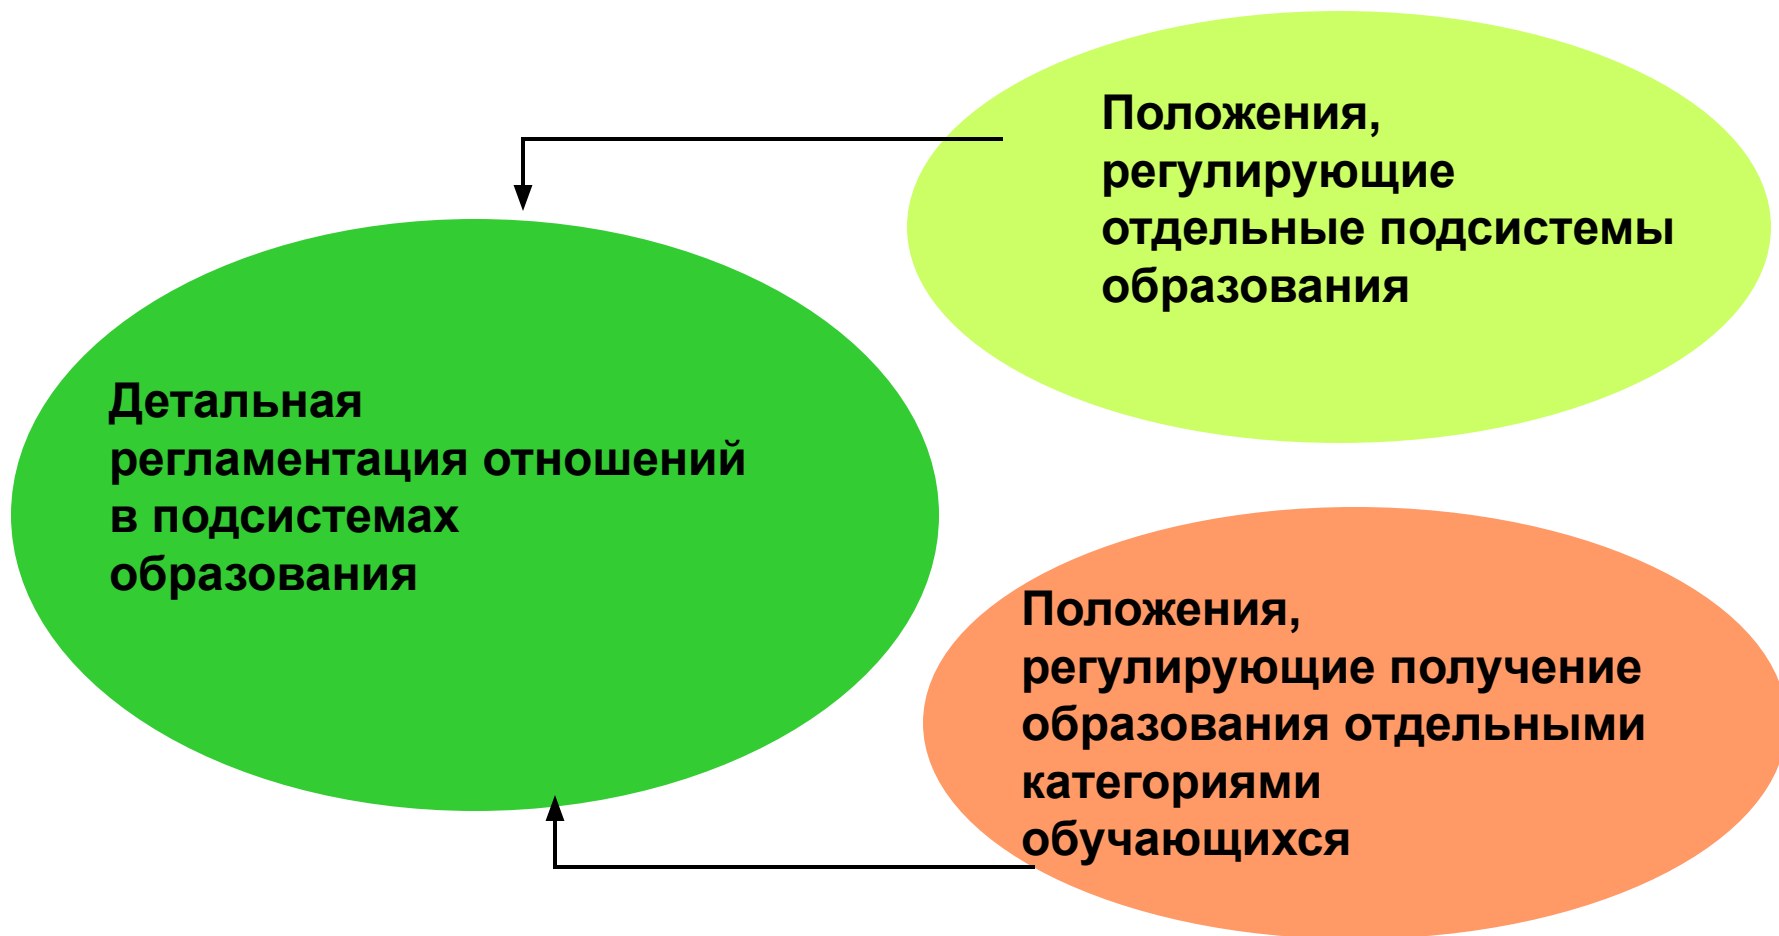 Положения,
регулирующие
отдельные подсистемы
образования
Детальная
регламентация отношений
в подсистемах
образования
Положения,
регулирующие получение
образования отдельными
категориями
обучающихся